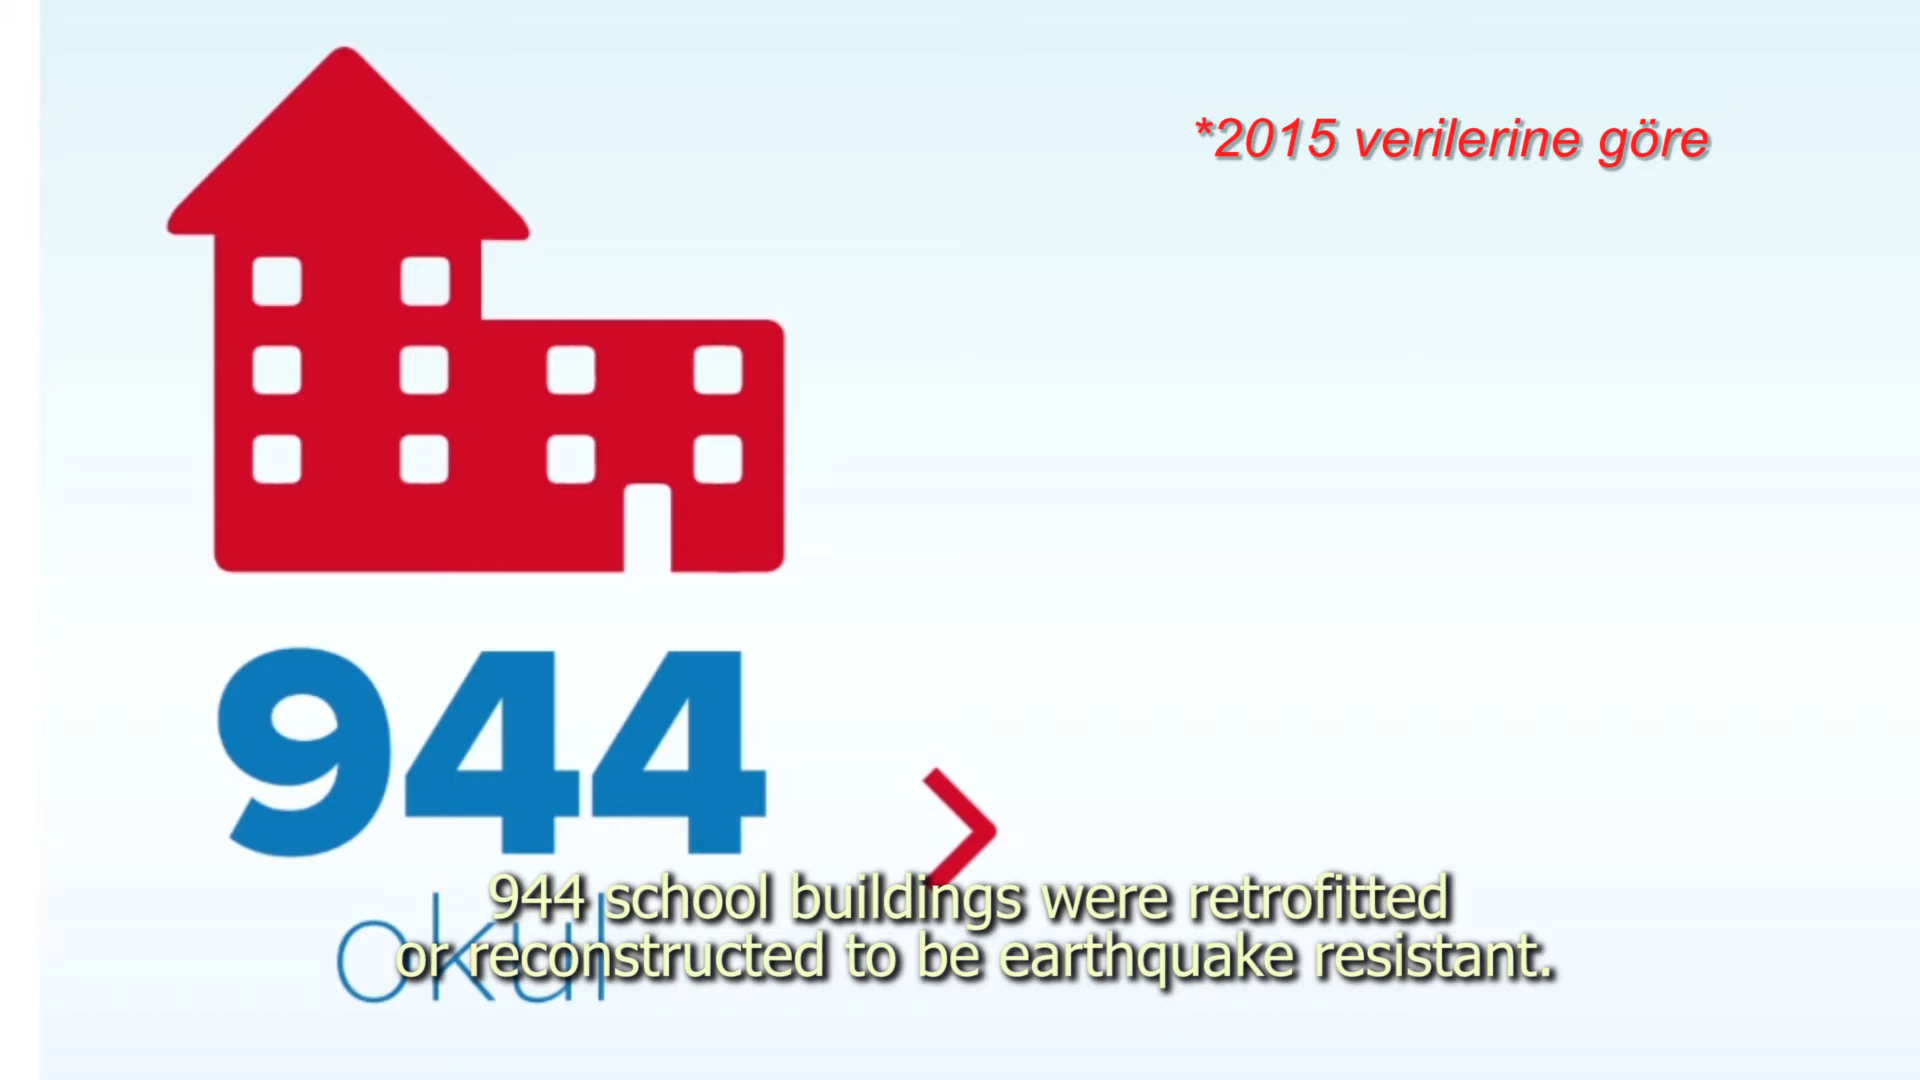 *2015 verilerine göre
944
okul
944 school buildings were retrofitted
or reconstructed to be earthquake resistant.